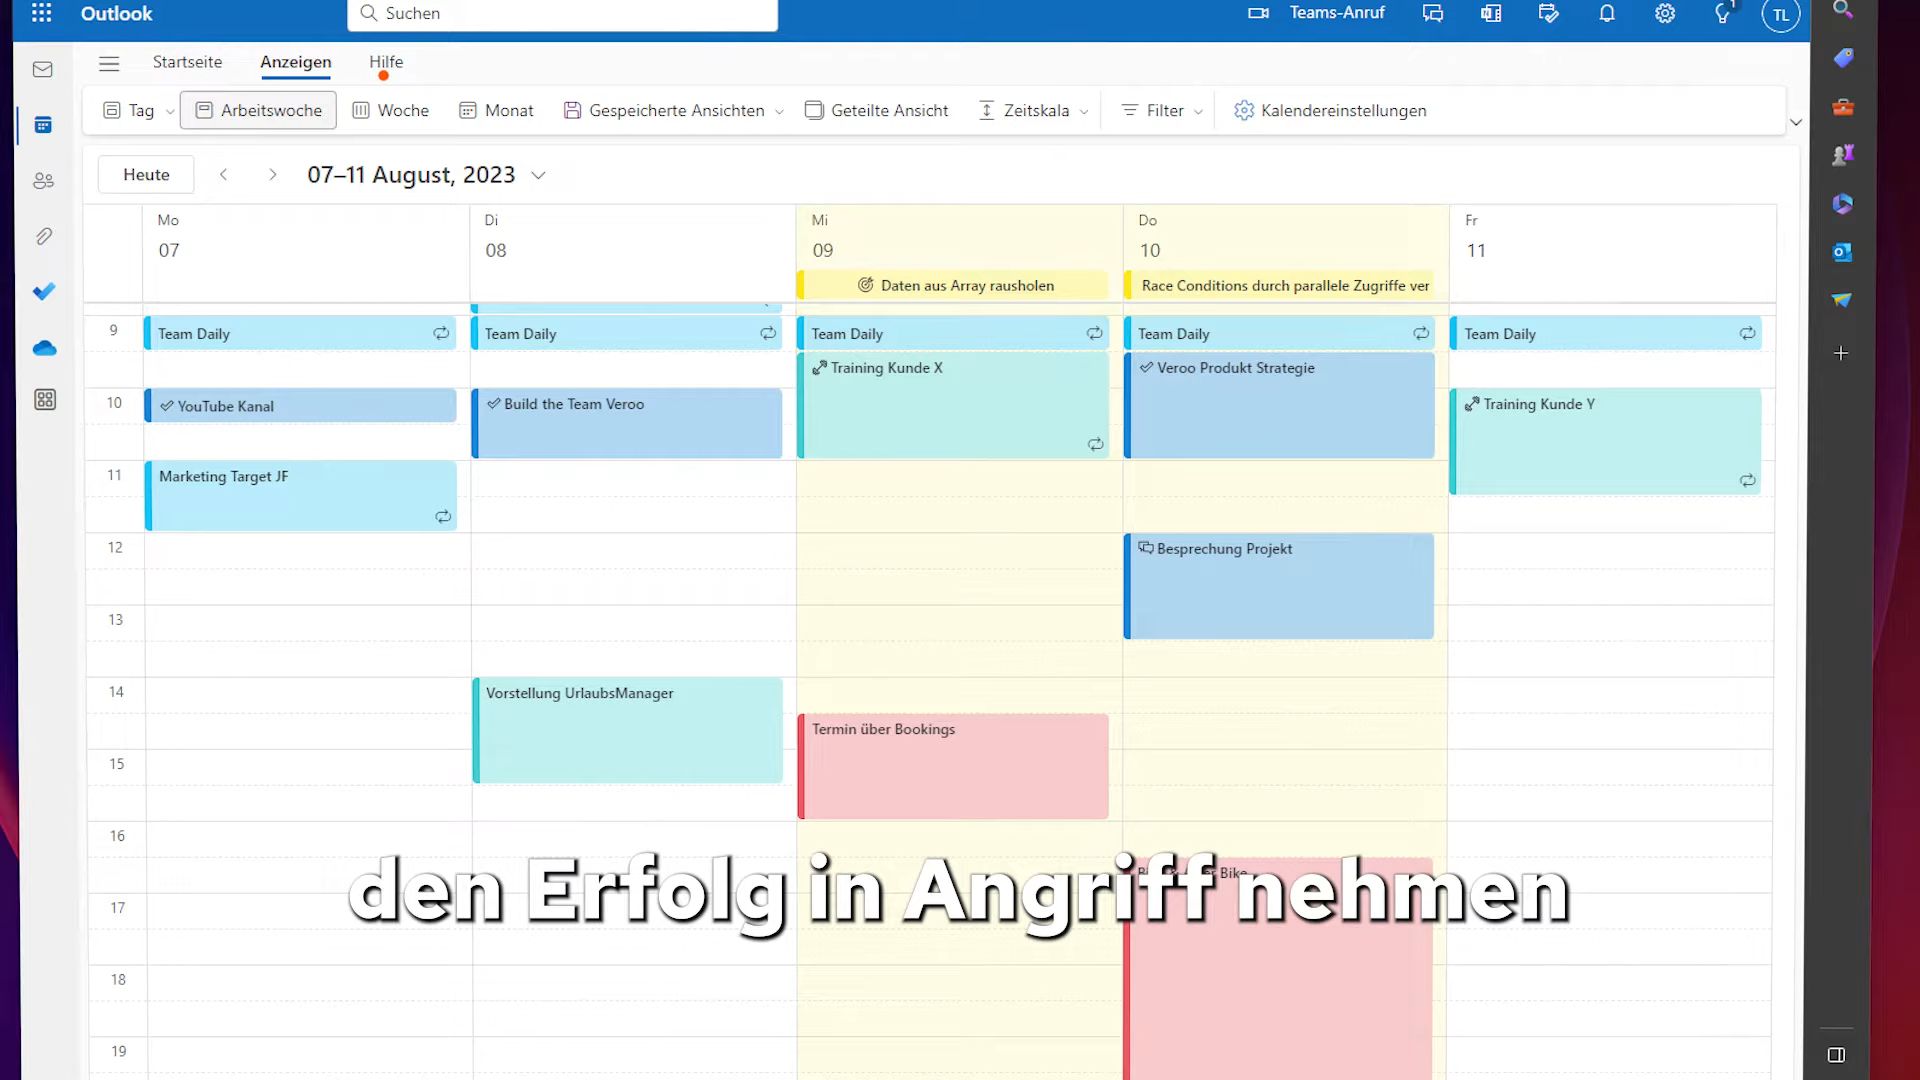 Outlook
Suchen
Teams-Anruf
1
TL
Startseite
Anzeigen
Hilfe
Tag
Arbeitswoche
Woche
Monat
Gespeicherte Ansichten
Geteilte Ansicht
Zeitskala
Filter
Kalendereinstellungen
Heute
07–11 August, 2023
Mo
Di
Mi
Do
Fr
07
08
09
10
11
Daten aus Array rausholen
Race Conditions durch parallele Zugriffe ver
9
Team Daily
Team Daily
Team Daily
Team Daily
Team Daily
Training Kunde X
Veroo Produkt Strategie
10
YouTube Kanal
Build the Team Veroo
Training Kunde Y
11
Marketing Target JF
12
Besprechung Projekt
13
14
Vorstellung UrlaubsManager
Termin über Bookings
15
16
Bike
den Erfolg in Angriff nehmen
17
18
19